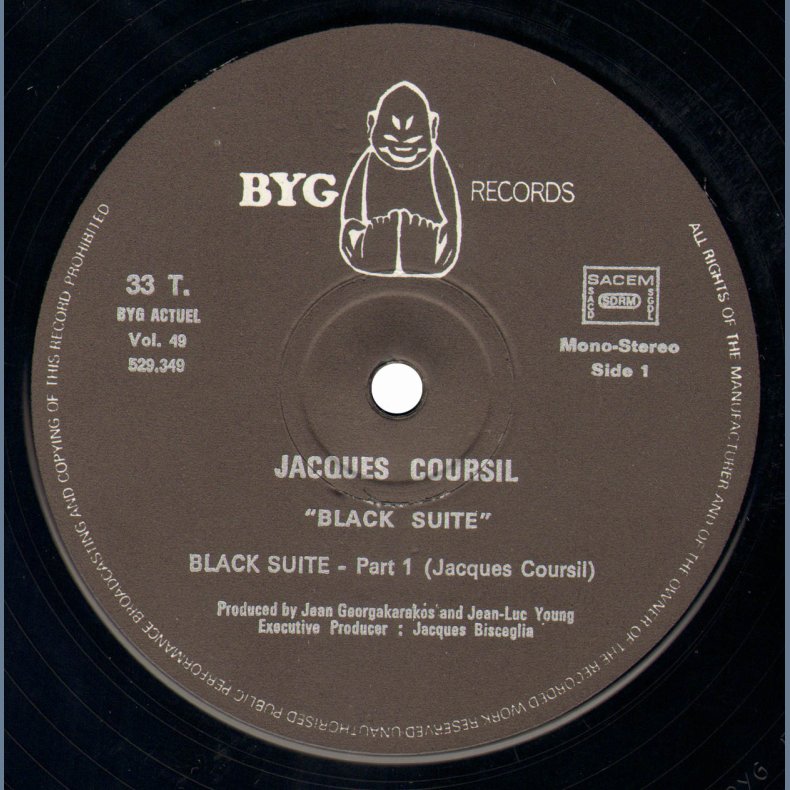 BYG RECORDS
33 T.
BYG ACTUEL
Vol. 49
529.349
SACEM
SACD SDRM SGDL
Mono-Stereo
Side 1
JACQUES COURSIL
"BLACK SUITE"
BLACK SUITE - Part 1 (Jacques Coursil)
Produced by Jean Georgakarakos and Jean-Luc Young
Executive Producer : Jacques Bisceglia
ALL RIGHTS OF THE MANUFACTURER AND OF THE OWNER OF THE RECORDED WORK RESERVED UNAUTHORISED PUBLIC PERFORMANCE BROADCASTING AND COPYING OF THIS RECORD PROHIBITED